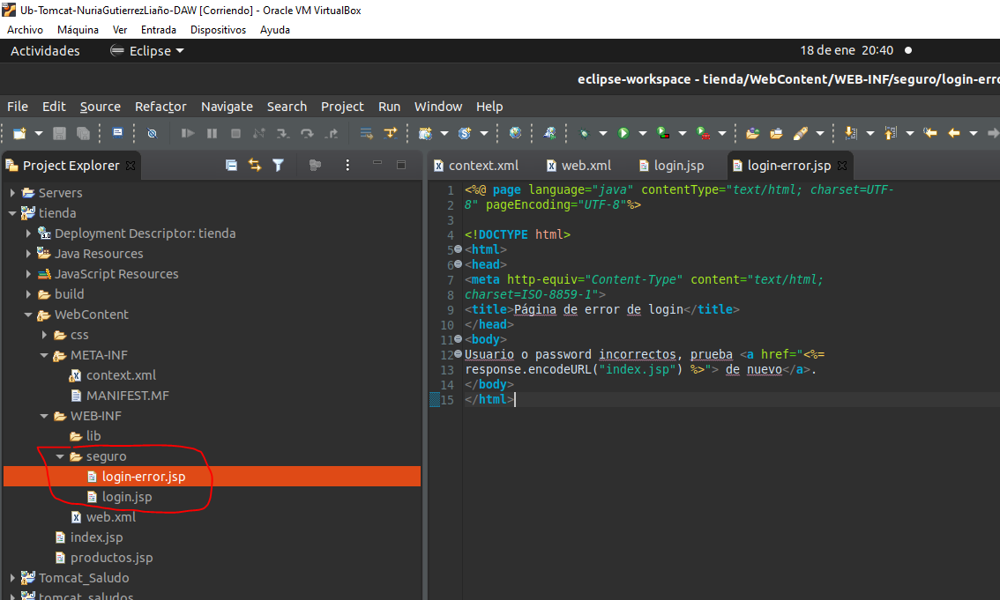 Ub-Tomcat-NuriaGutierrezLiaño-DAW [Corriendo] - Oracle VM VirtualBox
Archivo Máquina Ver Entrada Dispositivos Ayuda
Actividades Eclipse 18 de ene 20:40
eclipse-workspace - tienda/WebContent/WEB-INF/seguro/login-erro
File Edit Source Refactor Navigate Search Project Run Window Help
Project Explorer
context.xml web.xml login.jsp login-error.jsp
Servers
tienda
Deployment Descriptor: tienda
Java Resources
JavaScript Resources
build
WebContent
css
META-INF
context.xml
MANIFEST.MF
WEB-INF
lib
seguro
login-error.jsp
login.jsp
web.xml
index.jsp
productos.jsp
Tomcat_Saludo
tomcat_saludos
1 <%@ page language="java" contentType="text/html; charset=UTF-
2 8" pageEncoding="UTF-8"%>
3
4 <!DOCTYPE html>
5 <html>
6 <head>
7 <meta http-equiv="Content-Type" content="text/html;
8 charset=ISO-8859-1">
9 <title>Página de error de login</title>
10 </head>
11 <body>
12 Usuario o password incorrectos, prueba <a href="<%=
13 response.encodeURL("index.jsp") %>"> de nuevo</a>.
14 </body>
15 </html>